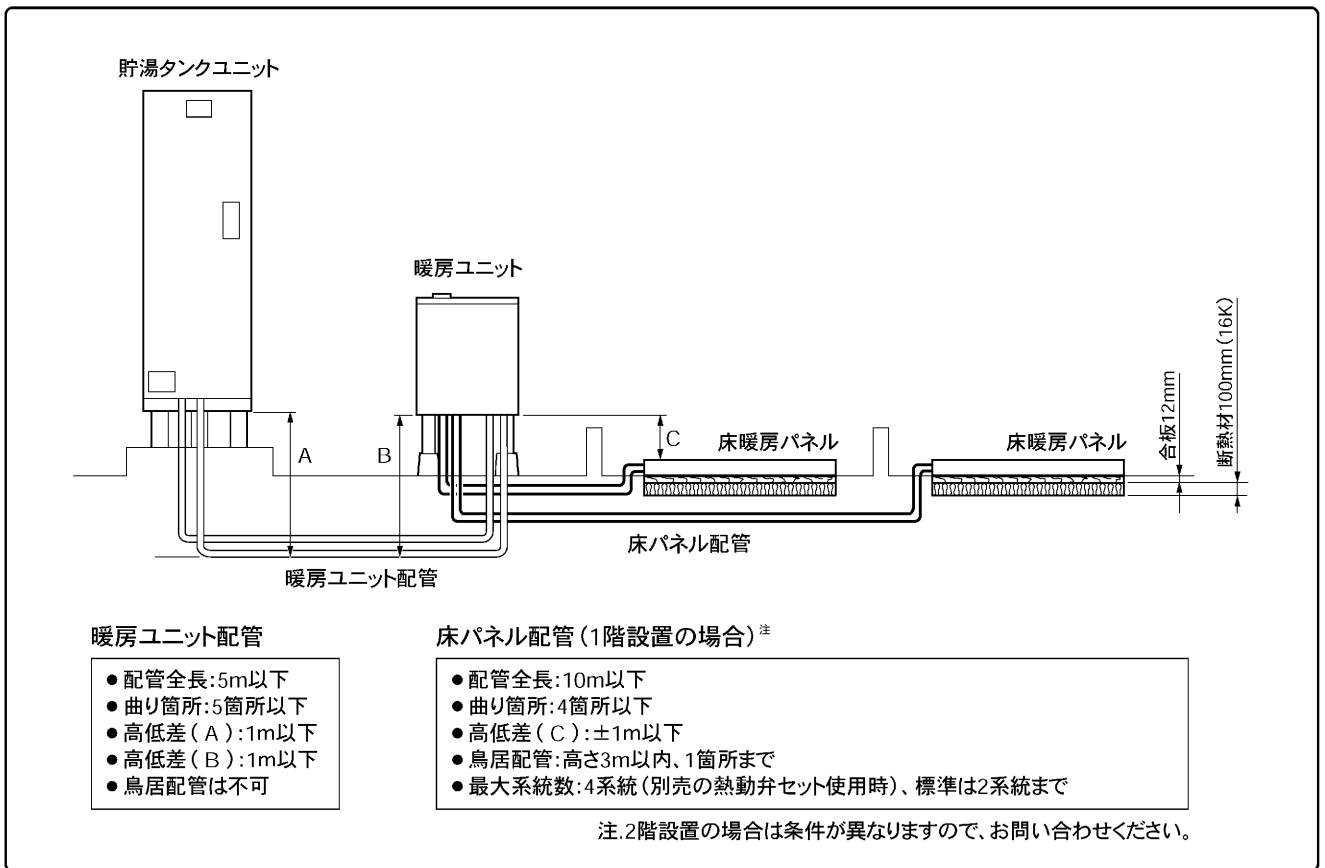 貯湯タンクユニット
暖房ユニット
A
B
C
床暖房パネル
床暖房パネル
合板12mm
断熱材100mm(16K)
床パネル配管
暖房ユニット配管
暖房ユニット配管
●配管全長:5m以下
●曲り箇所:5箇所以下
●高低差(A):1m以下
●高低差(B):1m以下
●鳥居配管は不可
床パネル配管(1階設置の場合)注
●配管全長:10m以下
●曲り箇所:4箇所以下
●高低差(C):±1m以下
●鳥居配管:高さ3m以内、1箇所まで
●最大系統数:4系統(別売の熱動弁セット使用時)、標準は2系統まで
注.2階設置の場合は条件が異なりますので、お問い合わせください。